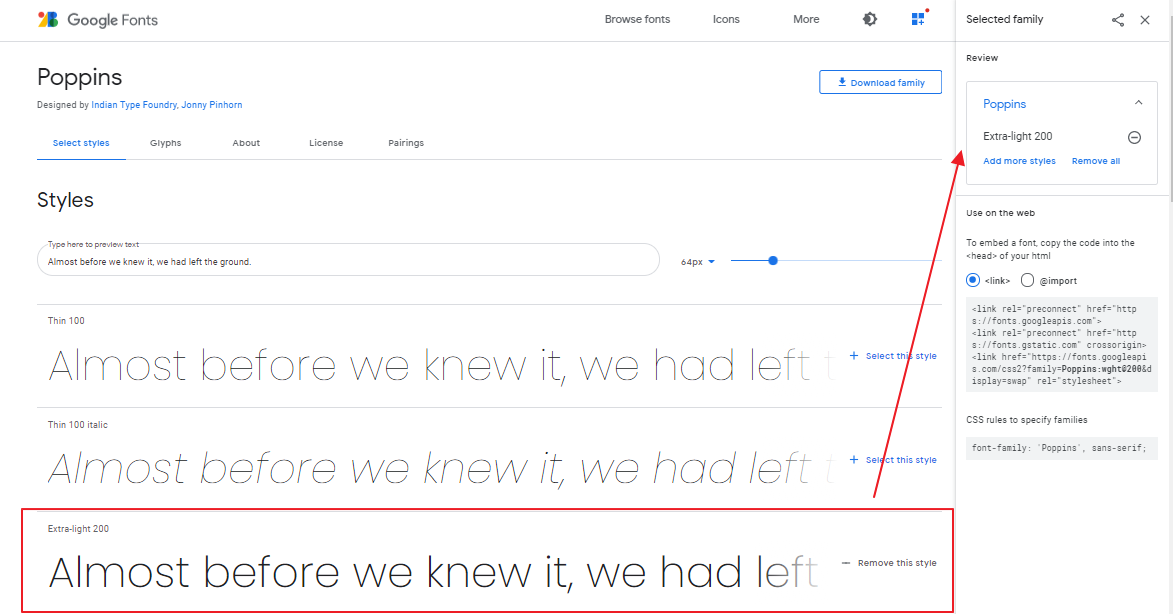 Google Fonts
Browse fonts
Icons
More
Selected family
Poppins
Designed by Indian Type Foundry, Jonny Pinhorn
Download family
Select styles
Glyphs
About
License
Pairings
Styles
Type here to preview text
Almost before we knew it, we had left the ground.
64px
Thin 100
Almost before we knew it, we had left t
Select this style
Thin 100 italic
Almost before we knew it, we had left t
Select this style
Extra-light 200
Almost before we knew it, we had left
Remove this style
Review
Poppins
Extra-light 200
Add more styles
Remove all
Use on the web
To embed a font, copy the code into the
<head> of your html
<link>
@import
<link rel="preconnect" href="http
s://fonts.googleapis.com">
<link rel="preconnect" href="http
s://fonts.gstatic.com" crossorigin>
<link href="https://fonts.googleapi
s.com/css2?family=Poppins:wght@200&d
isplay=swap" rel="stylesheet">
CSS rules to specify families
font-family: 'Poppins', sans-serif;